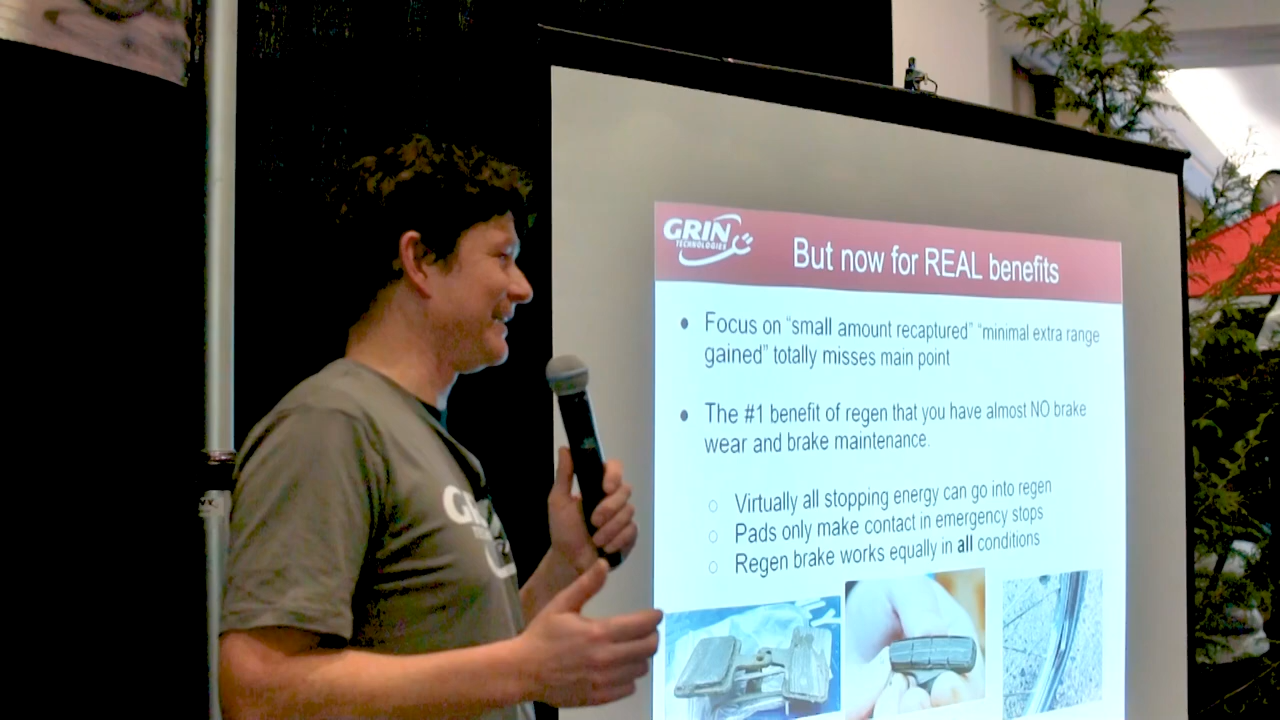 GRIN
TECHNOLOGIES
But now for REAL benefits
Focus on “small amount recaptured” “minimal extra range
gained” totally misses main point
The #1 benefit of regen that you have almost NO brake
wear and brake maintenance.
Virtually all stopping energy can go into regen
Pads only make contact in emergency stops
Regen brake works equally in all conditions